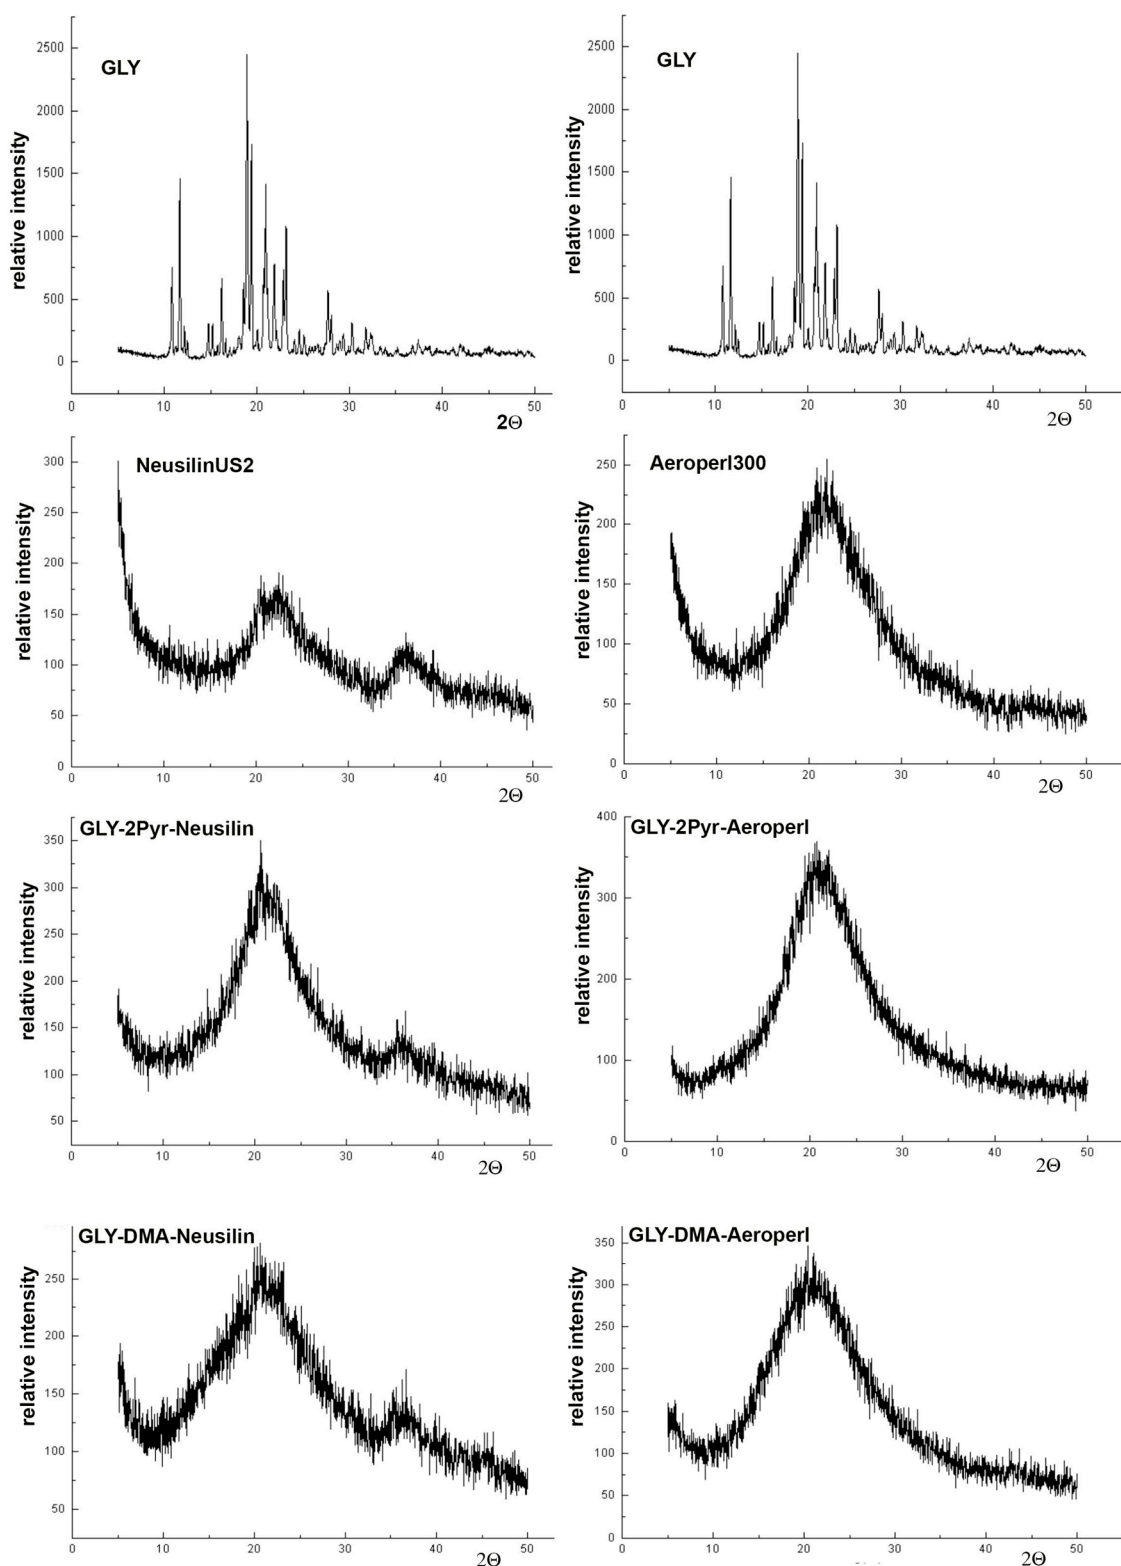 GLY
relative intensity
2500
2000
1500
1000
500
0
0 10 20 30 40 50
2Θ
GLY
relative intensity
2500
2000
1500
1000
500
0
0 10 20 30 40 50
2Θ
NeusilinUS2
relative intensity
300
250
200
150
100
50
0
0 10 20 30 40 50
2Θ
Aeroperl300
relative intensity
250
200
150
100
50
0
0 10 20 30 40 50
2Θ
GLY-2Pyr-Neusilin
relative intensity
350
300
250
200
150
100
50
0 10 20 30 40 50
2Θ
GLY-2Pyr-Aeroperl
relative intensity
400
300
200
100
0
0 10 20 30 40 50
2Θ
GLY-DMA-Neusilin
relative intensity
250
200
150
100
50
0 10 20 30 40 50
2Θ
GLY-DMA-Aeroperl
relative intensity
350
300
250
200
150
100
50
0
0 10 20 30 40 50
2Θ